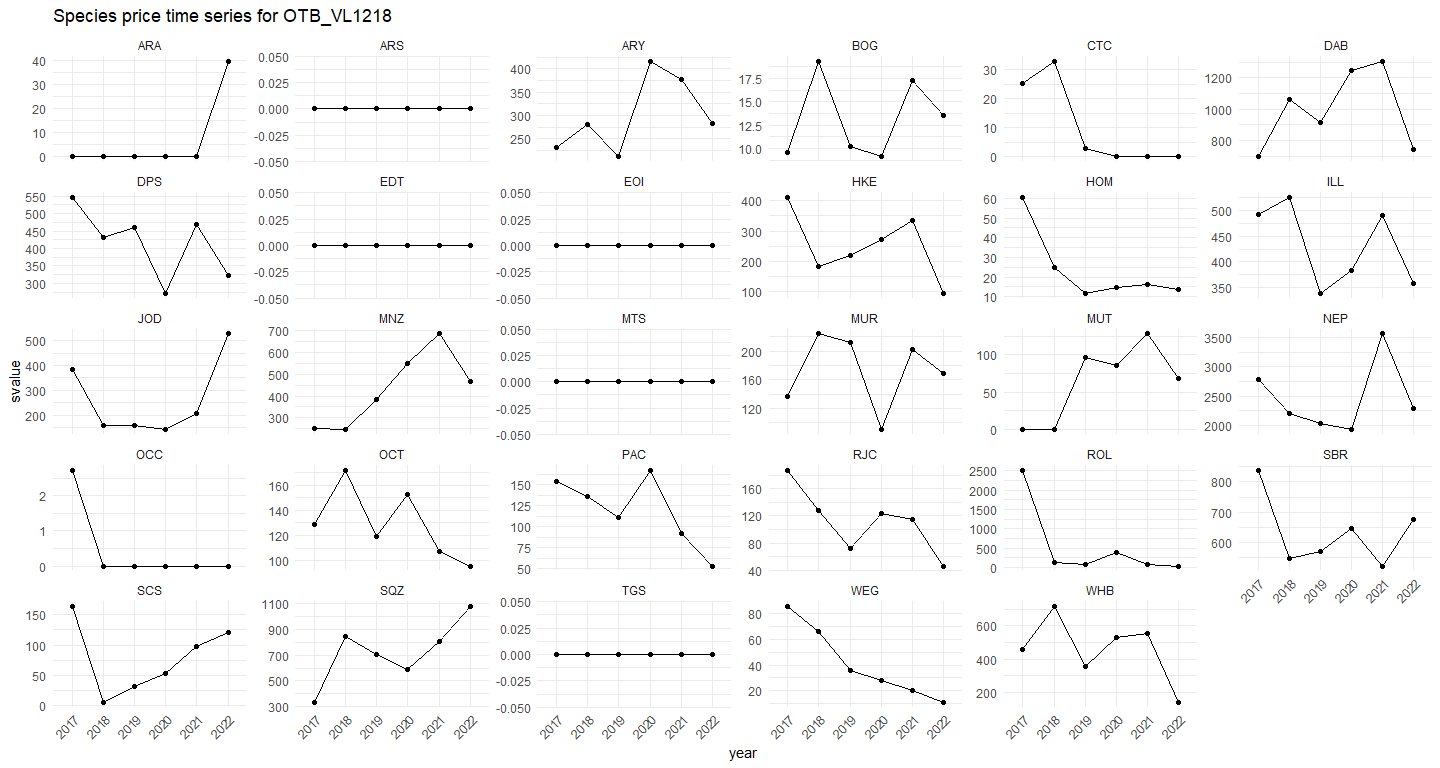 Species price time series for OTB_VL1218
ARA ARS ARY BOG CTC DAB
40 30 20 10 0
0.050 0.025 0.000 -0.025 -0.050
400 350 300 250
17.5 15.0 12.5 10.0
30 20 10 0
1200 1000 800
DPS EDT EOI HKE HOM ILL
550 500 450 400 350 300
0.050 0.025 0.000 -0.025 -0.050
0.050 0.025 0.000 -0.025 -0.050
400 300 200 100
60 50 40 30 20 10
500 450 400 350
JOD MNZ MTS MUR MUT NEP
500 400 300 200
700 600 500 400 300
0.050 0.025 0.000 -0.025 -0.050
200 160 120
100 50 0
3500 3000 2500 2000
OCC OCT PAC RJC ROL SBR
2 1 0
160 140 120 100
150 125 100 75 50
160 120 80 40
2500 2000 1500 1000 500 0
800 700 600
2017 2018 2019 2020 2021 2022
SCS SQZ TGS WEG WHB
150 100 50 0
1100 900 700 500 300
0.050 0.025 0.000 -0.025 -0.050
80 60 40 20
600 400 200
2017 2018 2019 2020 2021 2022
2017 2018 2019 2020 2021 2022
2017 2018 2019 2020 2021 2022
2017 2018 2019 2020 2021 2022
2017 2018 2019 2020 2021 2022
svalue
year